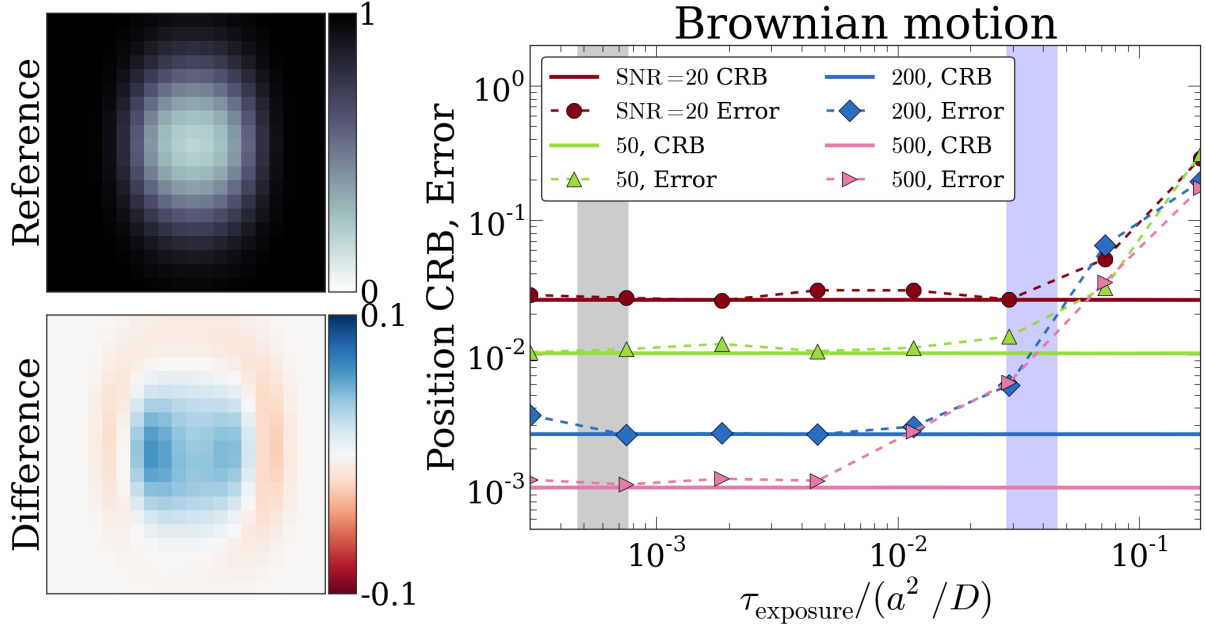 Reference
1
0
Difference
0.1
-0.1
Brownian motion
Position CRB, Error
10^0
10^-1
10^-2
10^-3
SNR = 20 CRB
SNR = 20 Error
50, CRB
50, Error
200, CRB
200, Error
500, CRB
500, Error
10^-3
10^-2
10^-1
τ_exposure/(a^2 /D)